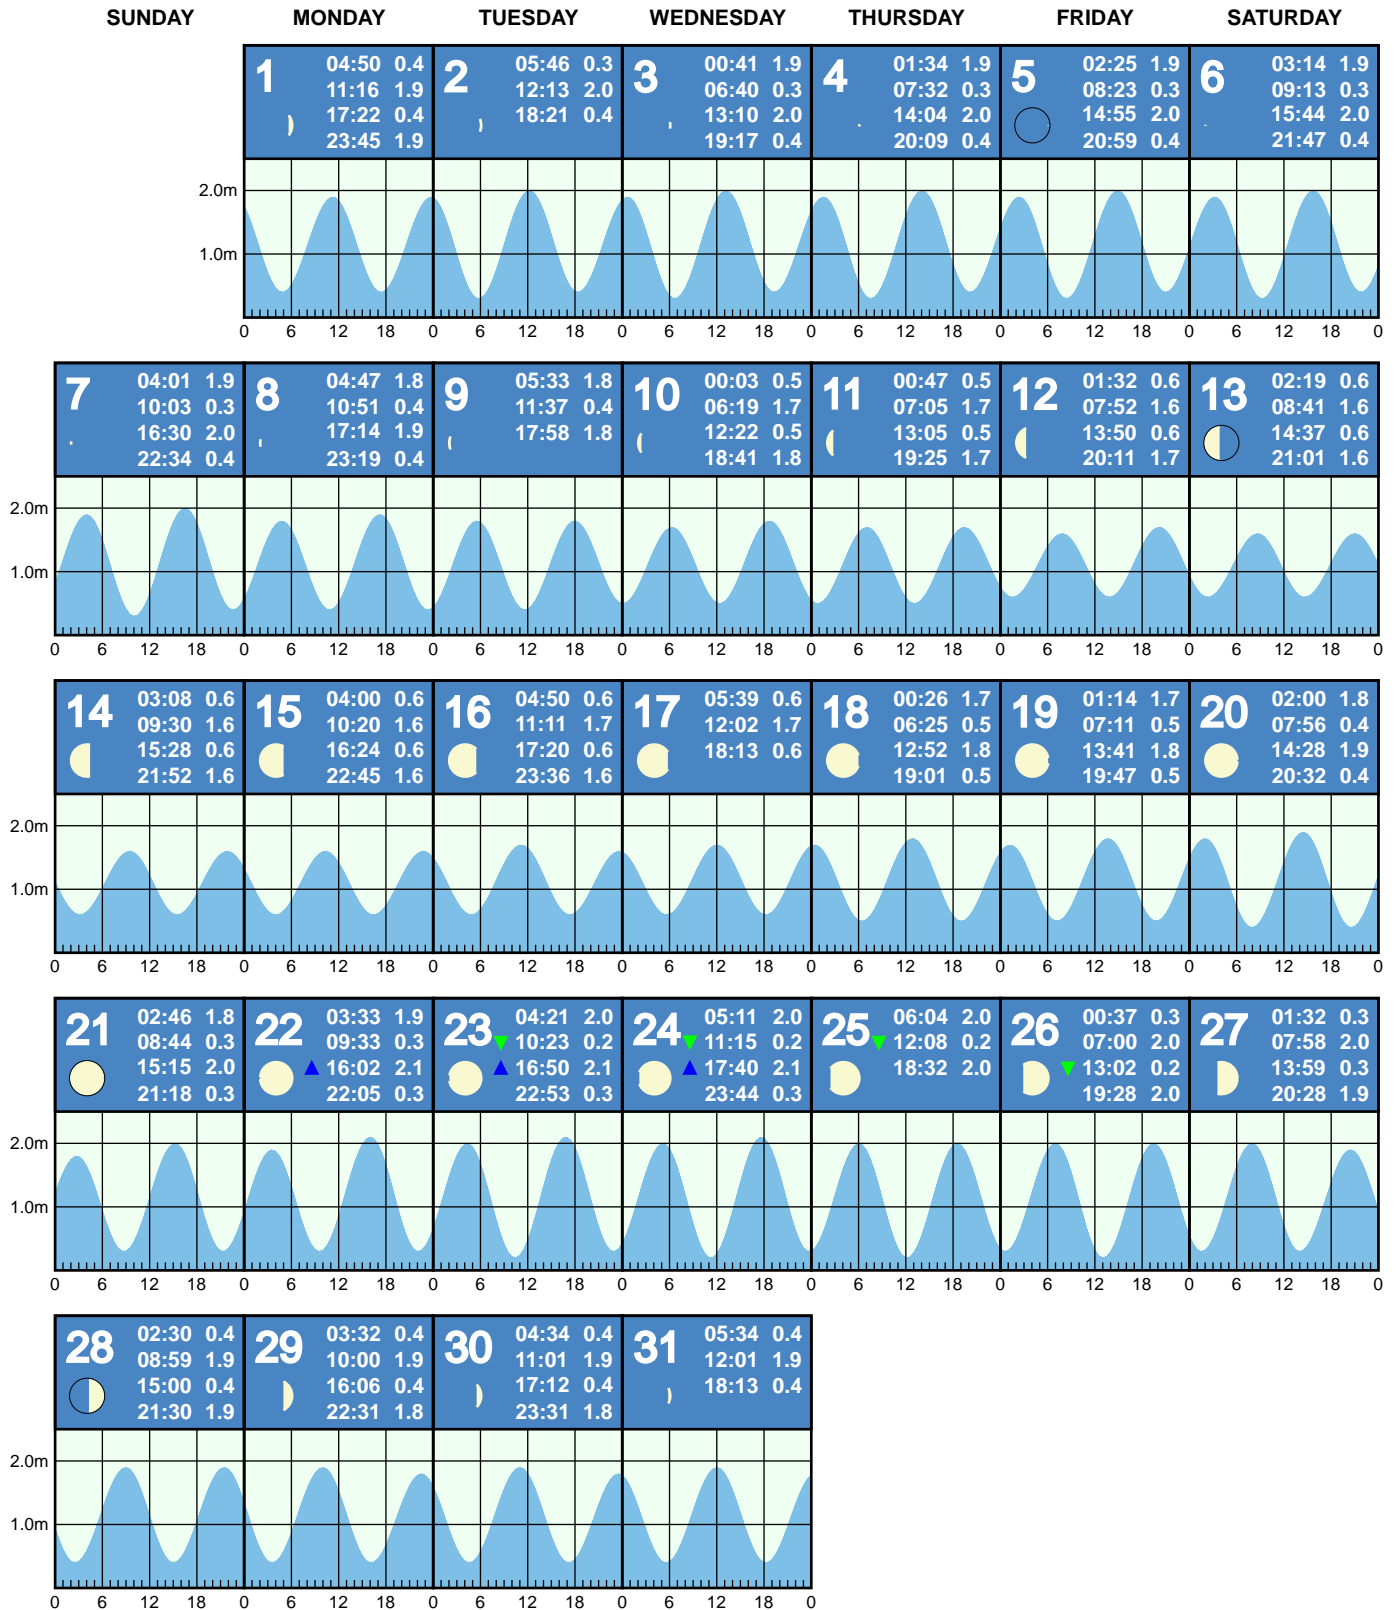 SUNDAY MONDAY TUESDAY WEDNESDAY THURSDAY FRIDAY SATURDAY
1 04:50 0.4
11:16 1.9
17:22 0.4
23:45 1.9
2 05:46 0.3
12:13 2.0
18:21 0.4
3 00:41 1.9
06:40 0.3
13:10 2.0
19:17 0.4
4 01:34 1.9
07:32 0.3
14:04 2.0
20:09 0.4
5 02:25 1.9
08:23 0.3
14:55 2.0
20:59 0.4
6 03:14 1.9
09:13 0.3
15:44 2.0
21:47 0.4
2.0m
1.0m
0 6 12 18 0 6 12 18 0 6 12 18 0 6 12 18 0 6 12 18 0 6 12 18 0
7 04:01 1.9
10:03 0.3
16:30 2.0
22:34 0.4
8 04:47 1.8
10:51 0.4
17:14 1.9
23:19 0.4
9 05:33 1.8
11:37 0.4
17:58 1.8
10 00:03 0.5
06:19 1.7
12:22 0.5
18:41 1.8
11 00:47 0.5
07:05 1.7
13:05 0.5
19:25 1.7
12 01:32 0.6
07:52 1.6
13:50 0.6
20:11 1.7
13 02:19 0.6
08:41 1.6
14:37 0.6
21:01 1.6
2.0m
1.0m
0 6 12 18 0 6 12 18 0 6 12 18 0 6 12 18 0 6 12 18 0 6 12 18 0 6 12 18 0
14 03:08 0.6
09:30 1.6
15:28 0.6
21:52 1.6
15 04:00 0.6
10:20 1.6
16:24 0.6
22:45 1.6
16 04:50 0.6
11:11 1.7
17:20 0.6
23:36 1.6
17 05:39 0.6
12:02 1.7
18:13 0.6
18 00:26 1.7
06:25 0.5
12:52 1.8
19:01 0.5
19 01:14 1.7
07:11 0.5
13:41 1.8
19:47 0.5
20 02:00 1.8
07:56 0.4
14:28 1.9
20:32 0.4
2.0m
1.0m
0 6 12 18 0 6 12 18 0 6 12 18 0 6 12 18 0 6 12 18 0 6 12 18 0 6 12 18 0
21 02:46 1.8
08:44 0.3
15:15 2.0
21:18 0.3
22 03:33 1.9
09:33 0.3
16:02 2.1
22:05 0.3
23 04:21 2.0
10:23 0.2
16:50 2.1
22:53 0.3
24 05:11 2.0
11:15 0.2
17:40 2.1
23:44 0.3
25 06:04 2.0
12:08 0.2
18:32 2.0
26 00:37 0.3
07:00 2.0
13:02 0.2
19:28 2.0
27 01:32 0.3
07:58 2.0
13:59 0.3
20:28 1.9
2.0m
1.0m
0 6 12 18 0 6 12 18 0 6 12 18 0 6 12 18 0 6 12 18 0 6 12 18 0 6 12 18 0
28 02:30 0.4
08:59 1.9
15:00 0.4
21:30 1.9
29 03:32 0.4
10:00 1.9
16:06 0.4
22:31 1.8
30 04:34 0.4
11:01 1.9
17:12 0.4
23:31 1.8
31 05:34 0.4
12:01 1.9
18:13 0.4
2.0m
1.0m
0 6 12 18 0 6 12 18 0 6 12 18 0 6 12 18 0